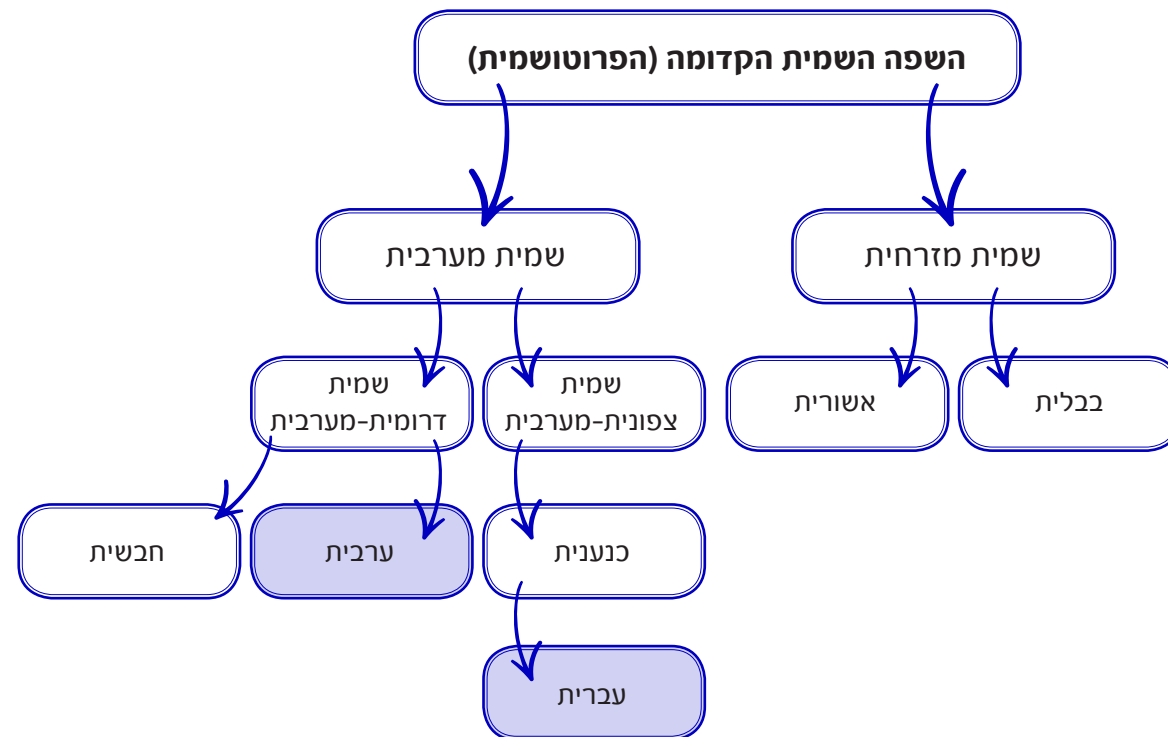 השפה השמית הקדומה (הפרוטושמית)
שמית מזרחית
שמית מערבית
בבלית
אשורית
שמית
צפונית-מערבית
שמית
דרומית-מערבית
כנענית
ערבית
חבשית
עברית